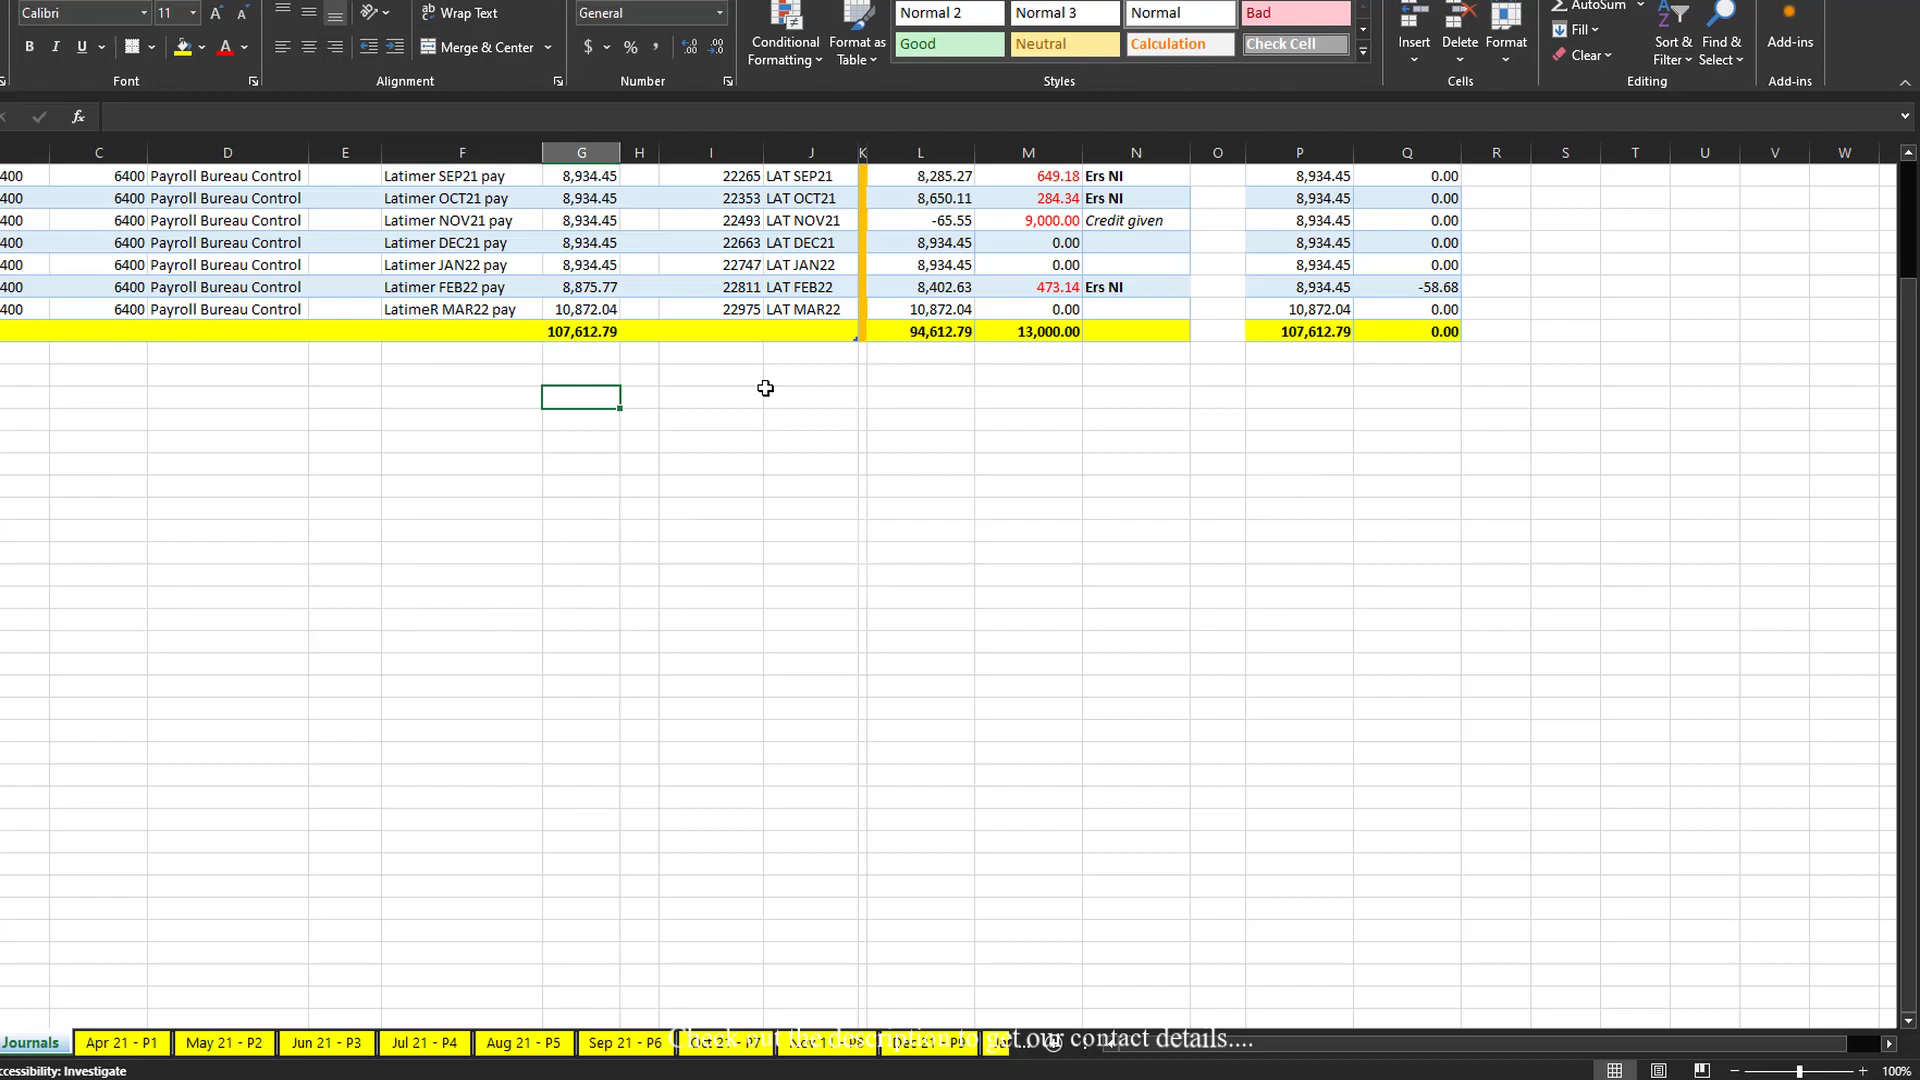 Calibri 11 A A Wrap Text General Normal 2 Normal 3 Normal Bad AutoSum
B I U A Merge & Center $ % , Conditional Formatting Format as Table Good Neutral Calculation Check Cell Insert Delete Format Fill Clear Sort & Filter Find & Select Add-ins
Font Alignment Number Styles Cells Editing Add-ins
fx
C D E F G H I J K L M N O P Q R S T U V W
400 6400 Payroll Bureau Control Latimer SEP21 pay 8,934.45 22265 LAT SEP21 8,285.27 649.18 Ers NI 8,934.45 0.00
400 6400 Payroll Bureau Control Latimer OCT21 pay 8,934.45 22353 LAT OCT21 8,650.11 284.34 Ers NI 8,934.45 0.00
400 6400 Payroll Bureau Control Latimer NOV21 pay 8,934.45 22493 LAT NOV21 -65.55 9,000.00 Credit given 8,934.45 0.00
400 6400 Payroll Bureau Control Latimer DEC21 pay 8,934.45 22663 LAT DEC21 8,934.45 0.00 8,934.45 0.00
400 6400 Payroll Bureau Control Latimer JAN22 pay 8,934.45 22747 LAT JAN22 8,934.45 0.00 8,934.45 0.00
400 6400 Payroll Bureau Control Latimer FEB22 pay 8,875.77 22811 LAT FEB22 8,402.63 473.14 Ers NI 8,934.45 -58.68
400 6400 Payroll Bureau Control LatimeR MAR22 pay 10,872.04 22975 LAT MAR22 10,872.04 0.00 10,872.04 0.00
107,612.79 94,612.79 13,000.00 107,612.79 0.00
Journals Apr 21 - P1 May 21 - P2 Jun 21 - P3 Jul 21 - P4 Aug 21 - P5 Sep 21 - P6
Check out the description to get our contact details....
ccessibility: Investigate 100%